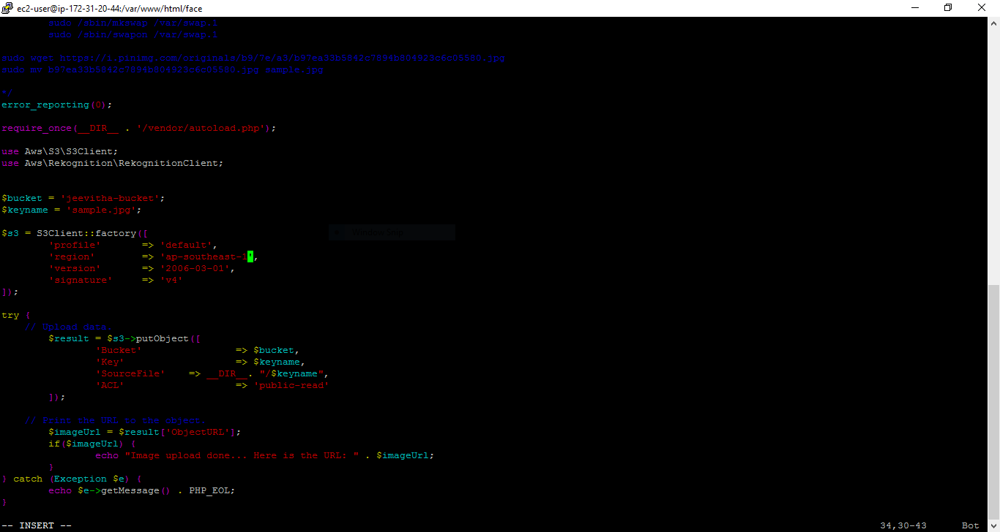 ec2-user@ip-172-31-20-44:/var/www/html/face
sudo /sbin/mkswap /var/swap.1
sudo /sbin/swapon /var/swap.1
sudo wget https://i.pinimg.com/originals/b9/7e/a3/b97ea33b5842c7894b804923c6c05580.jpg
sudo mv b97ea33b5842c7894b804923c6c05580.jpg sample.jpg
*/
error_reporting(0);
require_once(__DIR__ . '/vendor/autoload.php');
use Aws\S3\S3Client;
use Aws\Rekognition\RekognitionClient;
$bucket = 'jeevitha-bucket';
$keyname = 'sample.jpg';
$s3 = S3Client::factory([
'profile' => 'default',
'region' => 'ap-southeast-1',
'version' => '2006-03-01',
'signature' => 'v4'
]);
try {
// Upload data.
$result = $s3->putObject([
'Bucket' => $bucket,
'Key' => $keyname,
'SourceFile' => __DIR__. "/$keyname",
'ACL' => 'public-read'
]);
// Print the URL to the object.
$imageUrl = $result['ObjectURL'];
if($imageUrl) {
echo "Image upload done... Here is the URL: " . $imageUrl;
}
} catch (Exception $e) {
echo $e->getMessage() . PHP_EOL;
}
-- INSERT -- 34,30-43 Bot